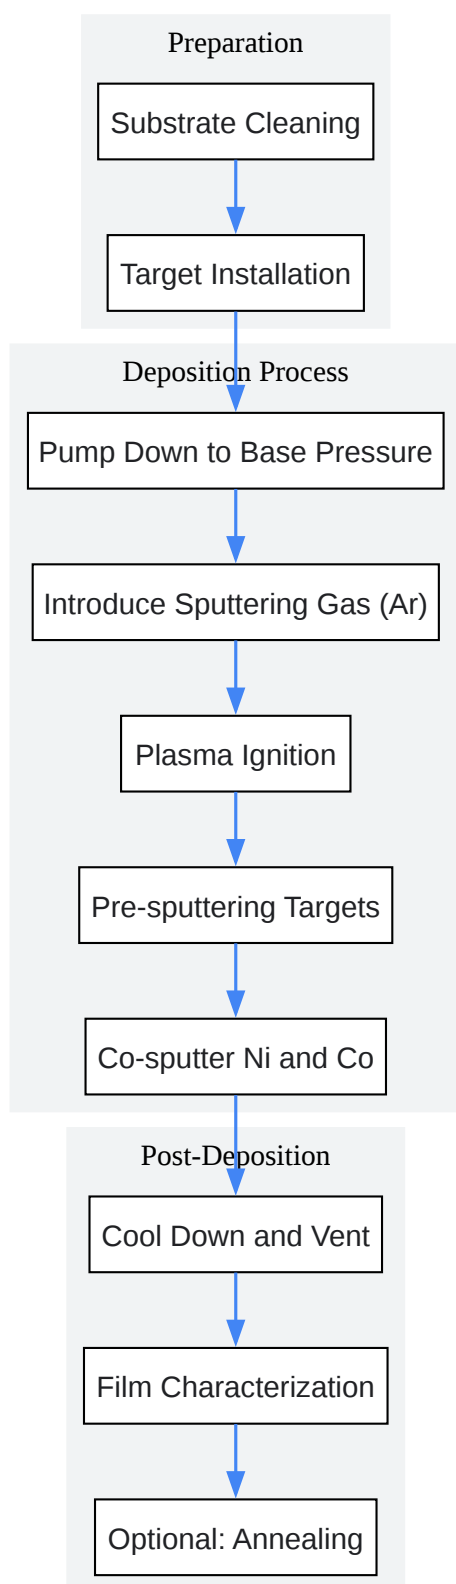 Preparation
Substrate Cleaning
Target Installation
Deposition Process
Pump Down to Base Pressure
Introduce Sputtering Gas (Ar)
Plasma Ignition
Pre-sputtering Targets
Co-sputter Ni and Co
Post-Deposition
Cool Down and Vent
Film Characterization
Optional: Annealing